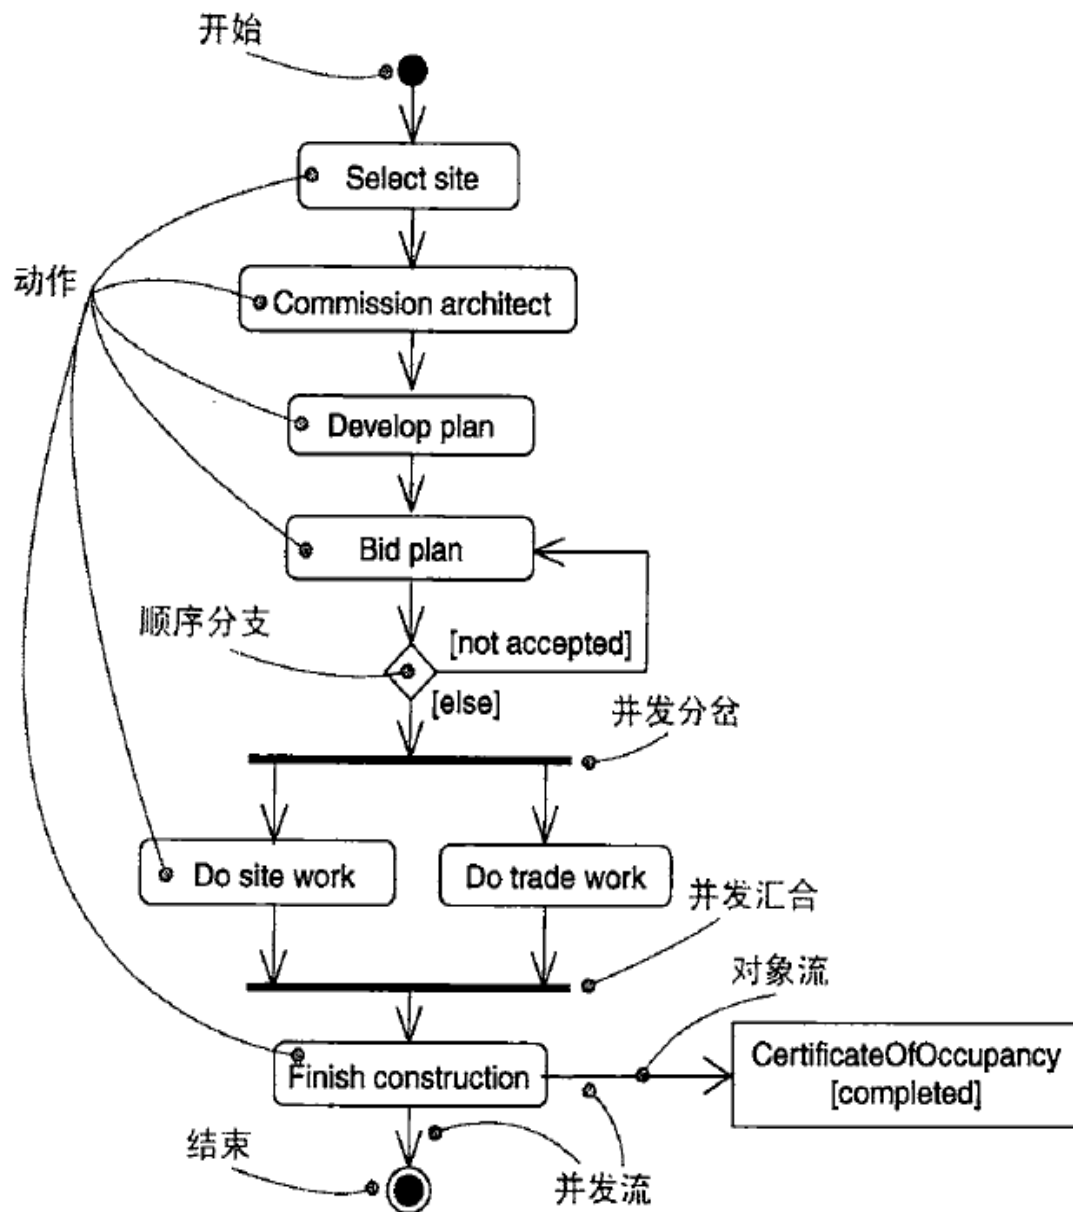 开始
Select site
动作
Commission architect
Develop plan
Bid plan
顺序分支
[not accepted]
[else]
并发分岔
Do site work
Do trade work
并发汇合
对象流
CertificateOfOccupancy
[completed]
Finish construction
结束
并发流